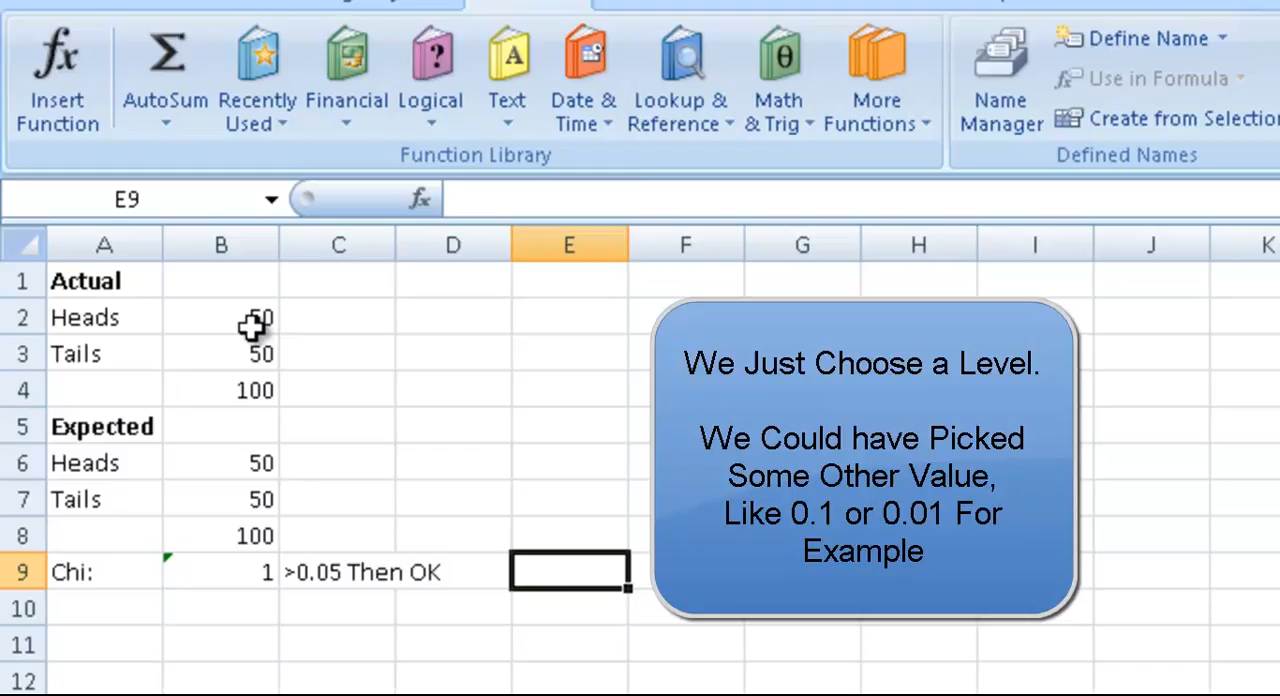 fx Σ ? A θ
Insert Function
AutoSum
Recently Used
Financial
Logical
Text
Date & Time
Lookup & Reference
Math & Trig
More Functions
Name Manager
Define Name
fx Use in Formula
Create from Selection
Function Library
Defined Names
E9 fx
A B C D E F G H I J K
1 Actual
2 Heads 50
3 Tails 50
4 100
5 Expected
6 Heads 50
7 Tails 50
8 100
9 Chi: 1 >0.05 Then OK
10
11
12
We Just Choose a Level.
We Could have Picked
Some Other Value,
Like 0.1 or 0.01 For
Example